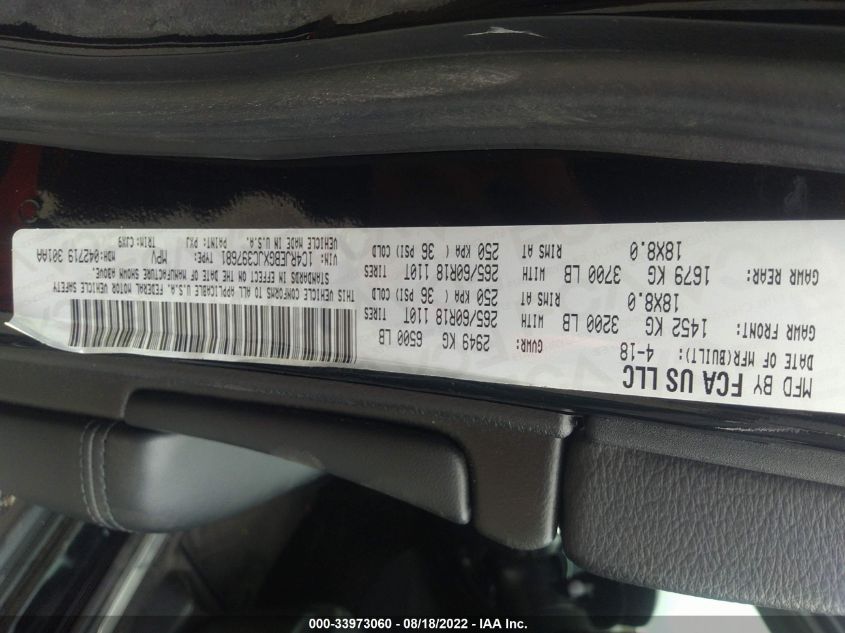 MFD BY FCA US LLC
DATE OF MFR(BUILT): 4-18
GVWR: 2949 KG 6500 LB
GAWR FRONT: 1452 KG 3200 LB
WITH 265/60R18 110T TIRES
RIMS AT 18X8.0
250 KPA ( 36 PSI) COLD
GAWR REAR: 1679 KG 3700 LB
WITH 265/60R18 110T TIRES
RIMS AT 18X8.0
250 KPA ( 36 PSI) COLD
THIS VEHICLE CONFORMS TO ALL APPLICABLE U.S.A. FEDERAL MOTOR VEHICLE SAFETY
STANDARDS IN EFFECT ON THE DATE OF MANUFACTURE SHOWN ABOVE.
VIN: 1C4RJEBG6XJC397681 TYPE: MPV MDH:042719 301AA
VEHICLE MADE IN U.S.A. PAINT: PXJ TRIM: CJX9
000-33973060 - 08/18/2022 - IAA Inc.